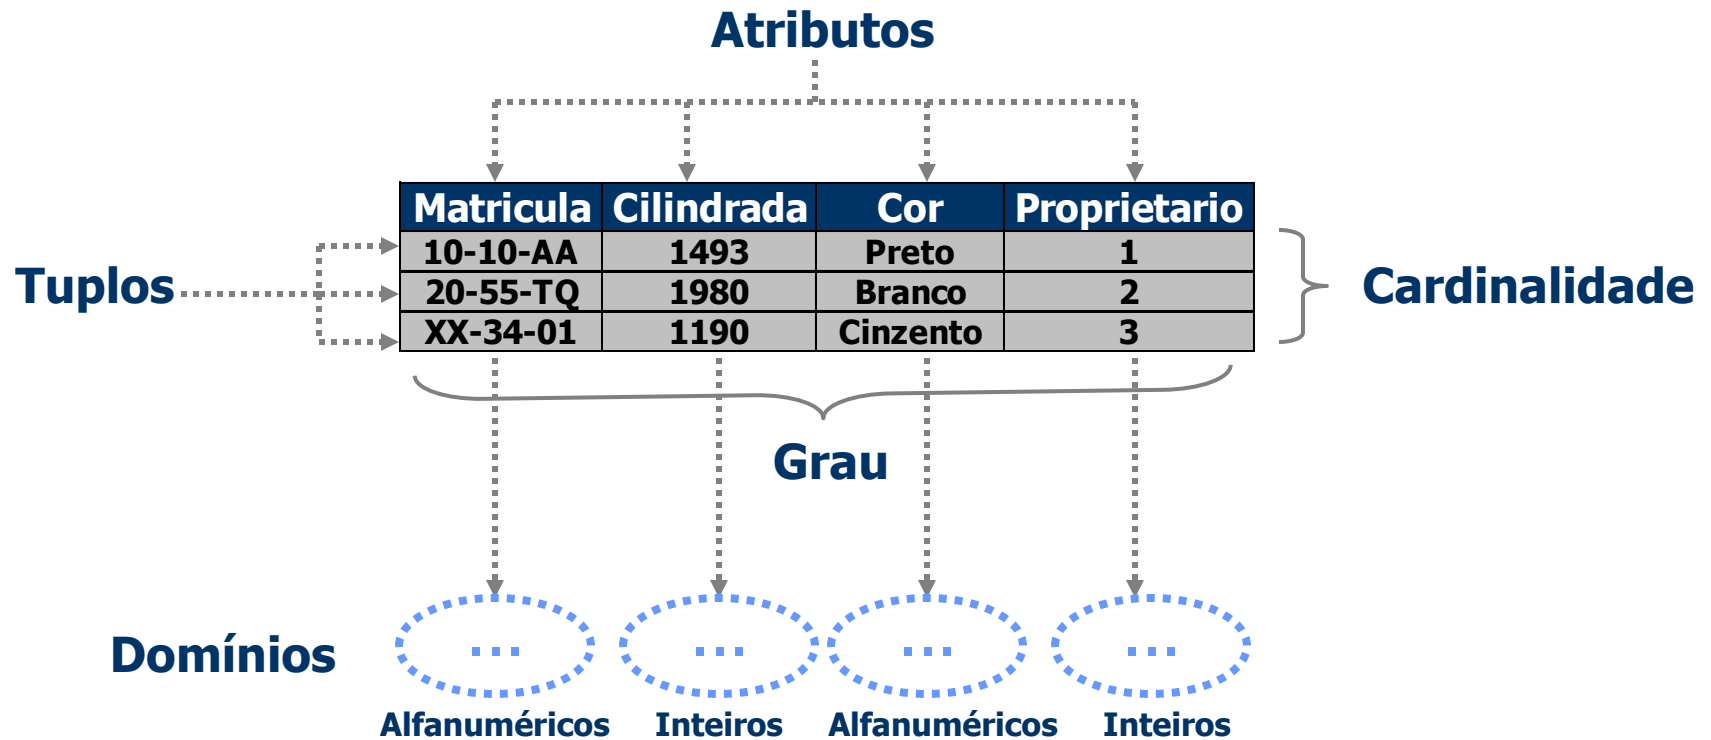 Atributos
Matricula Cilindrada Cor Proprietario
10-10-AA 1493 Preto 1
Tuplos 20-55-TQ 1980 Branco 2 Cardinalidade
XX-34-01 1190 Cinzento 3
Grau
Domínios ... ... ... ...
Alfanuméricos Inteiros Alfanuméricos Inteiros